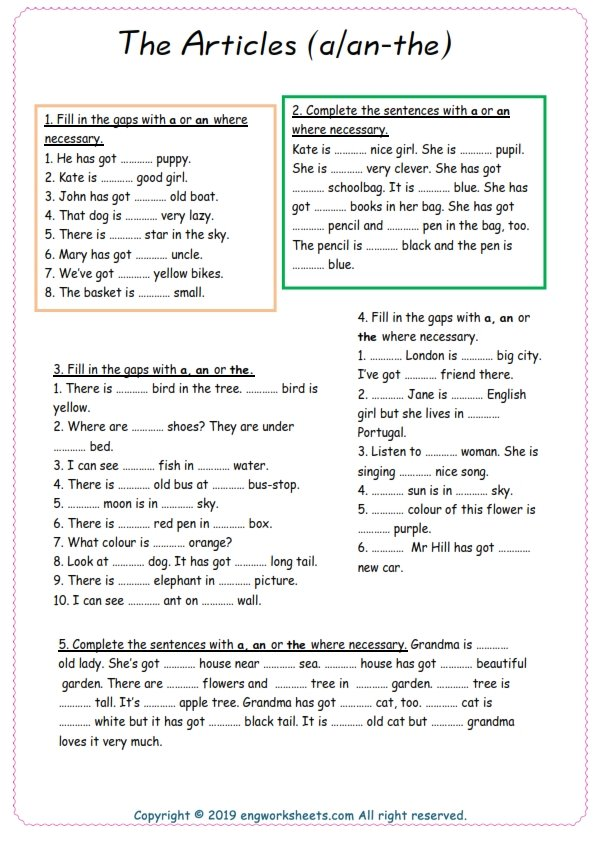 The Articles (a/an-the)
1. Fill in the gaps with a or an where
necessary.
1. He has got ………… puppy.
2. Kate is ………… good girl.
3. John has got ………… old boat.
4. That dog is ………… very lazy.
5. There is ………… star in the sky.
6. Mary has got ………… uncle.
7. We’ve got ………… yellow bikes.
8. The basket is ………… small.
2. Complete the sentences with a or an
where necessary.
Kate is ………… nice girl. She is ………… pupil.
She is ………… very clever. She has got
………… schoolbag. It is ………… blue. She has
got ………… books in her bag. She has got
………… pencil and ………… pen in the bag, too.
The pencil is ………… black and the pen is
………… blue.
3. Fill in the gaps with a, an or the.
1. There is ………… bird in the tree. ………… bird is
yellow.
2. Where are ………… shoes? They are under
………… bed.
3. I can see ………… fish in ………… water.
4. There is ………… old bus at ………… bus-stop.
5. ………… moon is in ………… sky.
6. There is ………… red pen in ………… box.
7. What colour is ………… orange?
8. Look at ………… dog. It has got ………… long tail.
9. There is ………… elephant in ………… picture.
10. I can see ………… ant on ………… wall.
4. Fill in the gaps with a, an or
the where necessary.
1. ………… London is ………… big city.
I’ve got ………… friend there.
2. ………… Jane is ………… English
girl but she lives in …………
Portugal.
3. Listen to ………… woman. She is
singing ………… nice song.
4. ………… sun is in ………… sky.
5. ………… colour of this flower is
………… purple.
6. ………… Mr Hill has got …………
new car.
5. Complete the sentences with a, an or the where necessary. Grandma is …………
old lady. She’s got ………… house near ………… sea. ………… house has got ………… beautiful
garden. There are ………… flowers and ………… tree in ………… garden. ………… tree is
………… tall. It’s ………… apple tree. Grandma has got ………… cat, too. ………… cat is
………… white but it has got ………… black tail. It is ………… old cat but ………… grandma
loves it very much.
Copyright © 2019 engworksheets.com All right reserved.